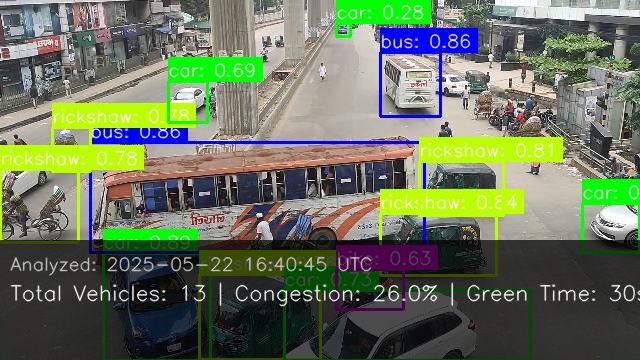 car: 0.28
bus: 0.86
car: 0.69
rickshaw: 0.78
bus: 0.86
rickshaw: 0.78
rickshaw: 0.81
rickshaw: 0.84
car: 0
car: 0.89
0.63
0.73
Analyzed: 2025-05-22 16:40:45 UTC
Total Vehicles: 13 | Congestion: 26.0% | Green Time: 30s